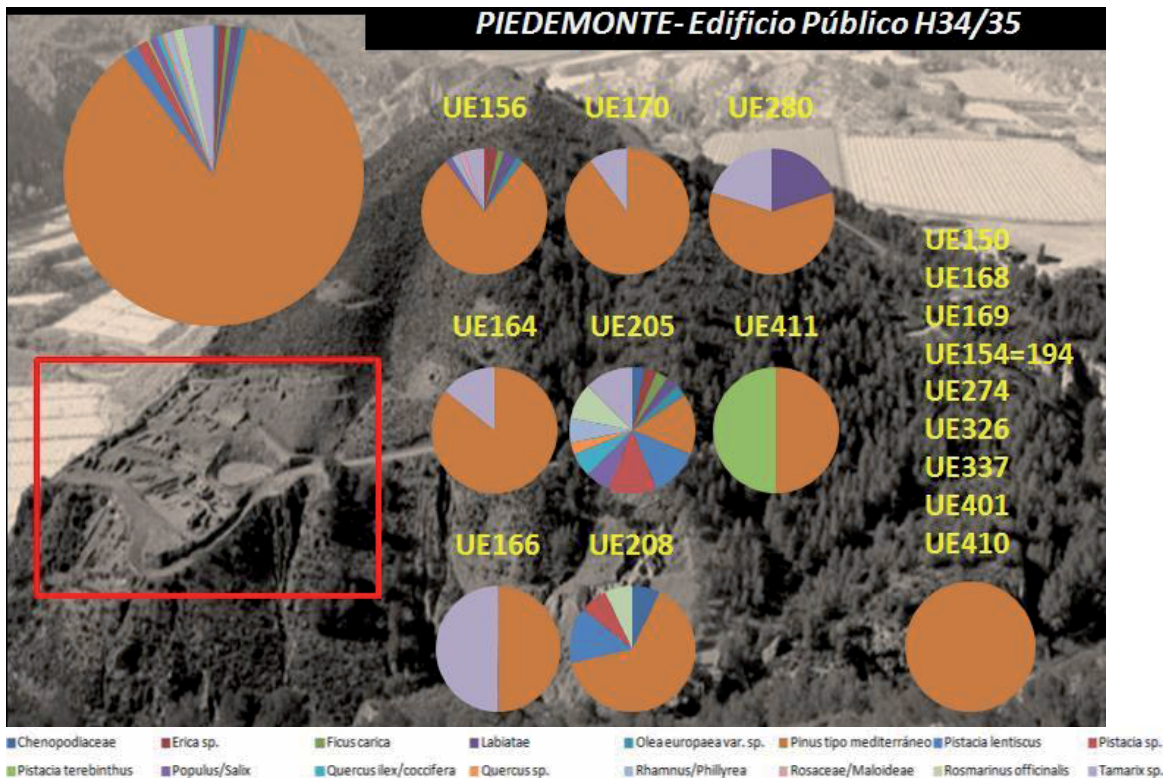 PIEDEMONTE- Edificio Público H34/35
UE156 UE170 UE280
UE164 UE205 UE411
UE166 UE208
UE150
UE168
UE169
UE154=194
UE274
UE326
UE337
UE401
UE410
Chenopodiaceae Erica sp. Ficus carica Labiatae Olea europaea var. sp. Pinus tipo mediterráneo Pistacia lentiscus Pistacia sp.
Pistacia terebinthus Populus/Salix Quercus ilex/coccifera Quercus sp. Rhamnus/Phillyrea Rosaceae/Maloideae Rosmarinus officinalis Tamarix sp.